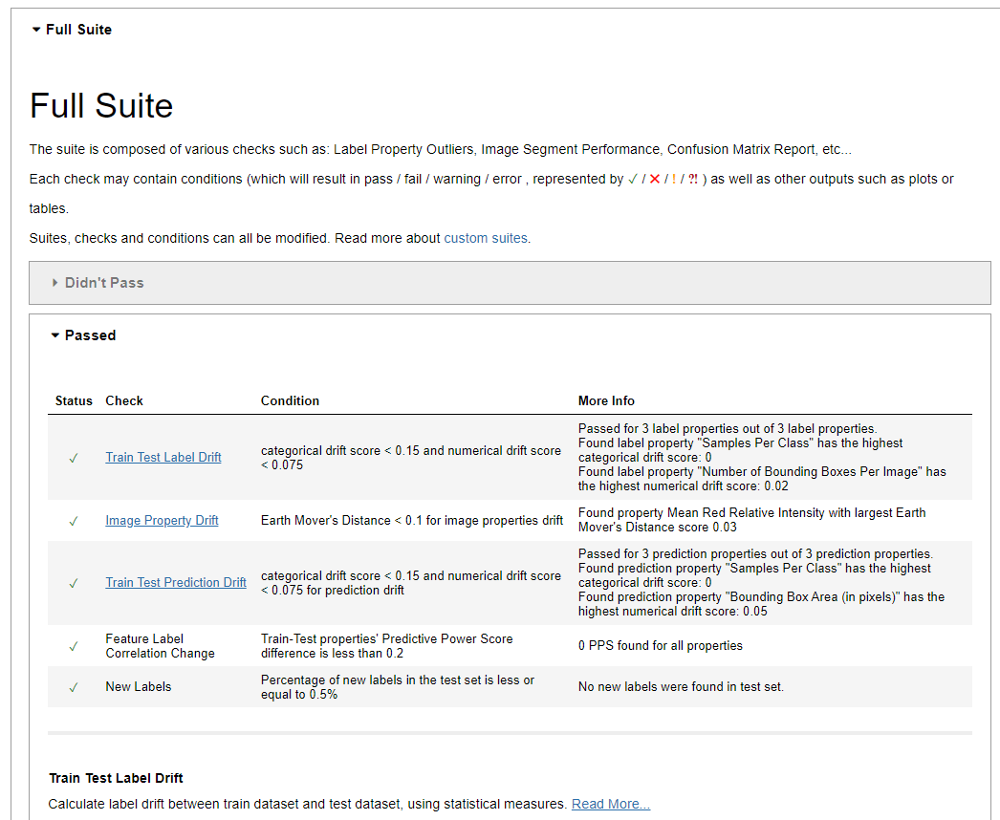 Full Suite
Full Suite
The suite is composed of various checks such as: Label Property Outliers, Image Segment Performance, Confusion Matrix Report, etc...
Each check may contain conditions (which will result in pass / fail / warning / error , represented by ✓ / ✕ / ! / ⁈ ) as well as other outputs such as plots or
tables.
Suites, checks and conditions can all be modified. Read more about custom suites.
Didn't Pass
Passed
Status Check Condition More Info
✓ Train Test Label Drift
categorical drift score < 0.15 and numerical drift score
< 0.075
Passed for 3 label properties out of 3 label properties.
Found label property "Samples Per Class" has the highest
categorical drift score: 0
Found label property "Number of Bounding Boxes Per Image" has
the highest numerical drift score: 0.02
✓ Image Property Drift
Earth Mover's Distance < 0.1 for image properties drift
Found property Mean Red Relative Intensity with largest Earth
Mover's Distance score 0.03
✓ Train Test Prediction Drift
categorical drift score < 0.15 and numerical drift score
< 0.075 for prediction drift
Passed for 3 prediction properties out of 3 prediction properties.
Found prediction property "Samples Per Class" has the highest
categorical drift score: 0
Found prediction property "Bounding Box Area (in pixels)" has the
highest numerical drift score: 0.05
✓ Feature Label
Correlation Change
Train-Test properties' Predictive Power Score
difference is less than 0.2
0 PPS found for all properties
✓ New Labels
Percentage of new labels in the test set is less or
equal to 0.5%
No new labels were found in test set.
Train Test Label Drift
Calculate label drift between train dataset and test dataset, using statistical measures. Read More...